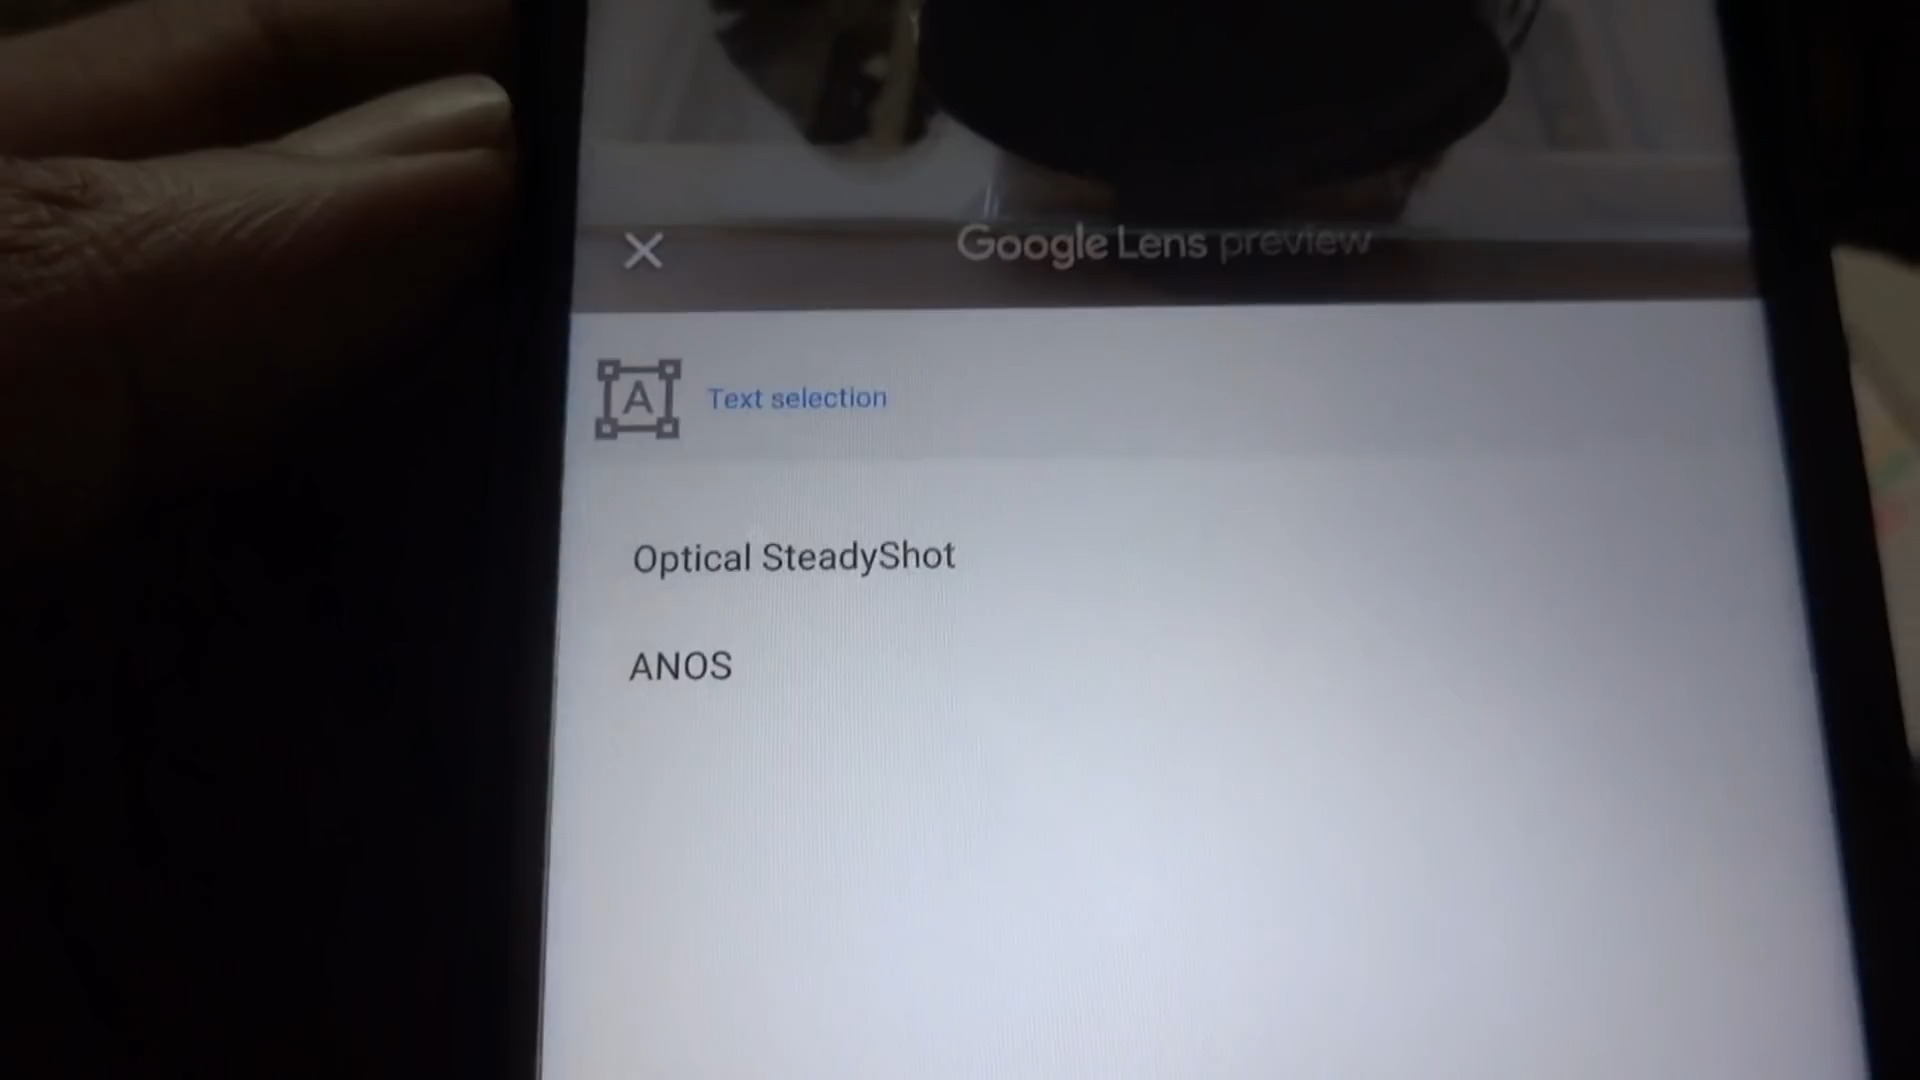 Google Lens preview
A
Text selection
Optical SteadyShot
ANOS